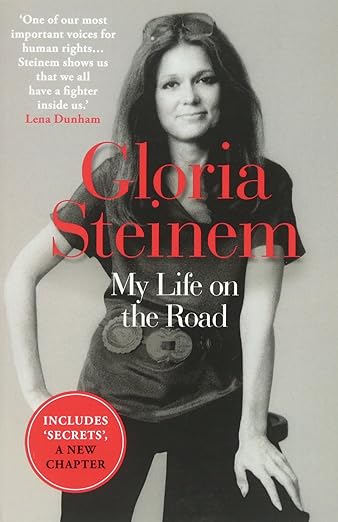 ‘One of our most
important voices for
human rights…
Steinem shows us
that we all
have a fighter
inside us.’
Lena Dunham
Gloria
Steinem
My Life on
the Road
INCLUDES
‘SECRETS’,
A NEW
CHAPTER